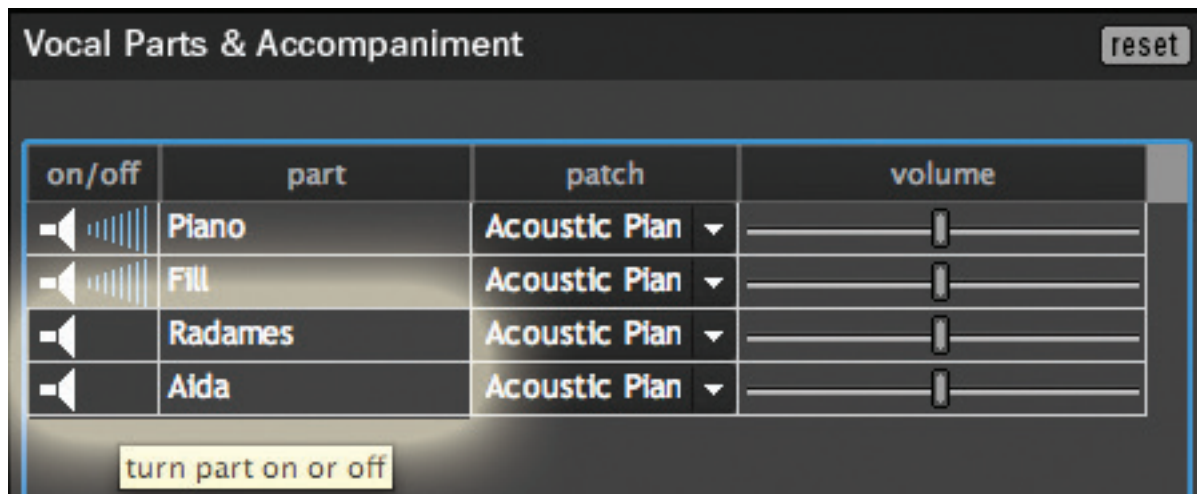 Vocal Parts & Accompaniment reset
on/off part patch volume
Piano Acoustic Pian
Fill Acoustic Pian
Radames Acoustic Pian
Aida Acoustic Pian
turn part on or off